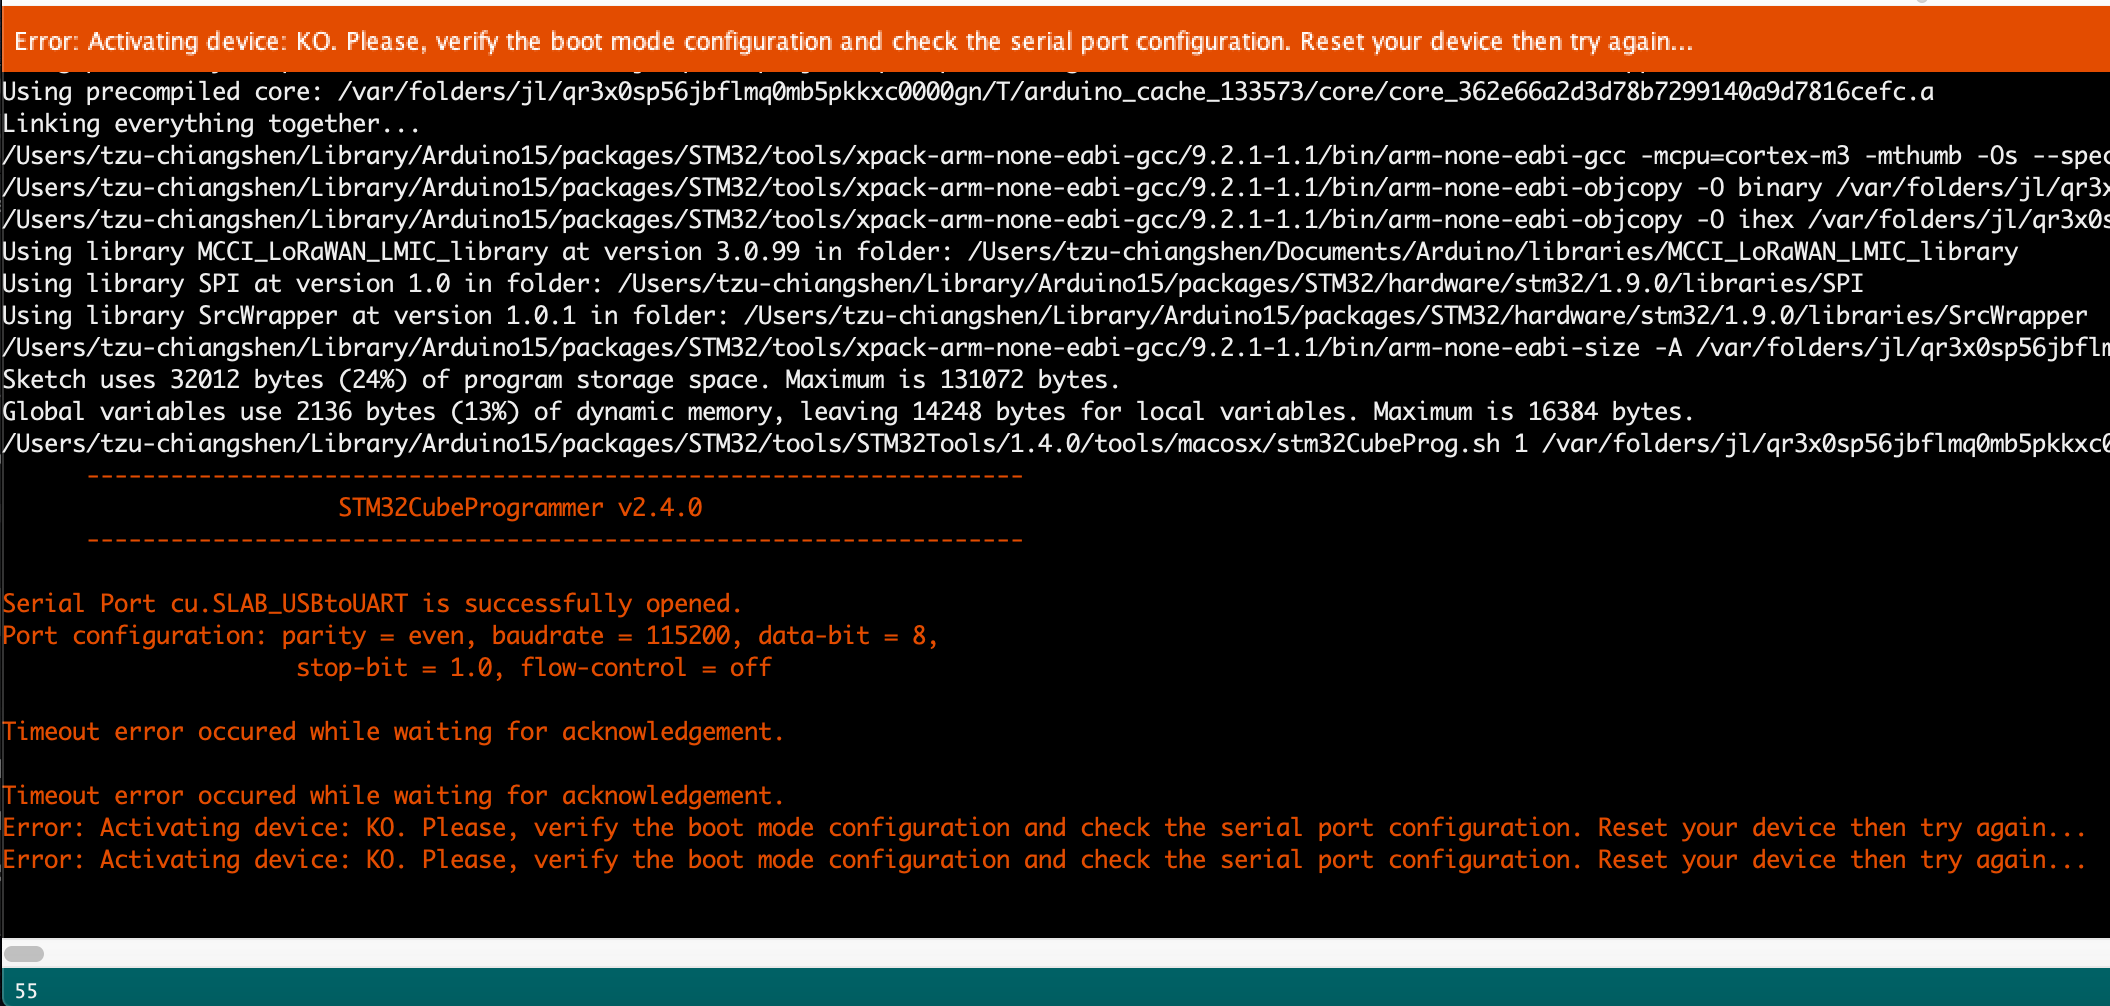 Error: Activating device: KO. Please, verify the boot mode configuration and check the serial port configuration. Reset your device then try again...
Using precompiled core: /var/folders/jl/qr3x0sp56jbflmq0mb5pkkxc0000gn/T/arduino_cache_133573/core/core_362e66a2d3d78b7299140a9d7816cefc.a
Linking everything together...
/Users/tzu-chiangshen/Library/Arduino15/packages/STM32/tools/xpack-arm-none-eabi-gcc/9.2.1-1.1/bin/arm-none-eabi-gcc -mcpu=cortex-m3 -mthumb -Os --spec
/Users/tzu-chiangshen/Library/Arduino15/packages/STM32/tools/xpack-arm-none-eabi-gcc/9.2.1-1.1/bin/arm-none-eabi-objcopy -O binary /var/folders/jl/qr3x
/Users/tzu-chiangshen/Library/Arduino15/packages/STM32/tools/xpack-arm-none-eabi-gcc/9.2.1-1.1/bin/arm-none-eabi-objcopy -O ihex /var/folders/jl/qr3x0s
Using library MCCI_LoRaWAN_LMIC_library at version 3.0.99 in folder: /Users/tzu-chiangshen/Documents/Arduino/libraries/MCCI_LoRaWAN_LMIC_library
Using library SPI at version 1.0 in folder: /Users/tzu-chiangshen/Library/Arduino15/packages/STM32/hardware/stm32/1.9.0/libraries/SPI
Using library SrcWrapper at version 1.0.1 in folder: /Users/tzu-chiangshen/Library/Arduino15/packages/STM32/hardware/stm32/1.9.0/libraries/SrcWrapper
/Users/tzu-chiangshen/Library/Arduino15/packages/STM32/tools/xpack-arm-none-eabi-gcc/9.2.1-1.1/bin/arm-none-eabi-size -A /var/folders/jl/qr3x0sp56jbflm
Sketch uses 32012 bytes (24%) of program storage space. Maximum is 131072 bytes.
Global variables use 2136 bytes (13%) of dynamic memory, leaving 14248 bytes for local variables. Maximum is 16384 bytes.
/Users/tzu-chiangshen/Library/Arduino15/packages/STM32/tools/STM32Tools/1.4.0/tools/macosx/stm32CubeProg.sh 1 /var/folders/jl/qr3x0sp56jbflmq0mb5pkkxc0
-------------------------------------------------------------------
STM32CubeProgrammer v2.4.0
-------------------------------------------------------------------
Serial Port cu.SLAB_USBtoUART is successfully opened.
Port configuration: parity = even, baudrate = 115200, data-bit = 8,
stop-bit = 1.0, flow-control = off
Timeout error occured while waiting for acknowledgement.
Timeout error occured while waiting for acknowledgement.
Error: Activating device: KO. Please, verify the boot mode configuration and check the serial port configuration. Reset your device then try again...
Error: Activating device: KO. Please, verify the boot mode configuration and check the serial port configuration. Reset your device then try again...
55